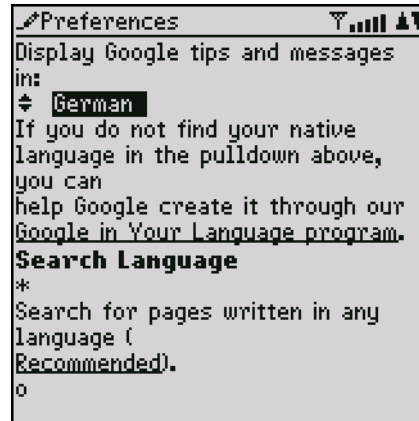 Preferences
Display Google tips and messages
in:
German
If you do not find your native
language in the pulldown above,
you can
help Google create it through our
Google in Your Language program.
Search Language
*
Search for pages written in any
language (
Recommended).
o